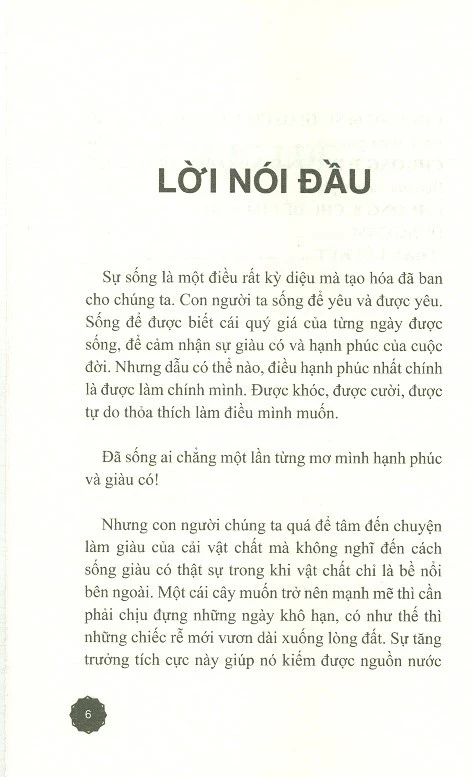 LỜI NÓI ĐẦU
Sự sống là một điều rất kỳ diệu mà tạo hóa đã ban
cho chúng ta. Con người ta sống để yêu và được yêu.
Sống để được biết cái quý giá của từng ngày được
sống, để cảm nhận sự giàu có và hạnh phúc của cuộc
đời. Nhưng dẫu có thể nào, điều hạnh phúc nhất chính
là được làm chính mình. Được khóc, được cười, được
tự do thỏa thích làm điều mình muốn.
Đã sống ai chẳng một lần từng mơ mình hạnh phúc
và giàu có!
Nhưng con người chúng ta quá để tâm đến chuyện
làm giàu của cải vật chất mà không nghĩ đến cách
sống giàu có thật sự trong khi vật chất chỉ là bề nổi
bên ngoài. Một cái cây muốn trở nên mạnh mẽ thì cần
phải chịu đựng những ngày khô hạn, có như thế thì
những chiếc rễ mới vươn dài xuống lòng đất. Sự tăng
trưởng tích cực này giúp nó kiếm được nguồn nước
6